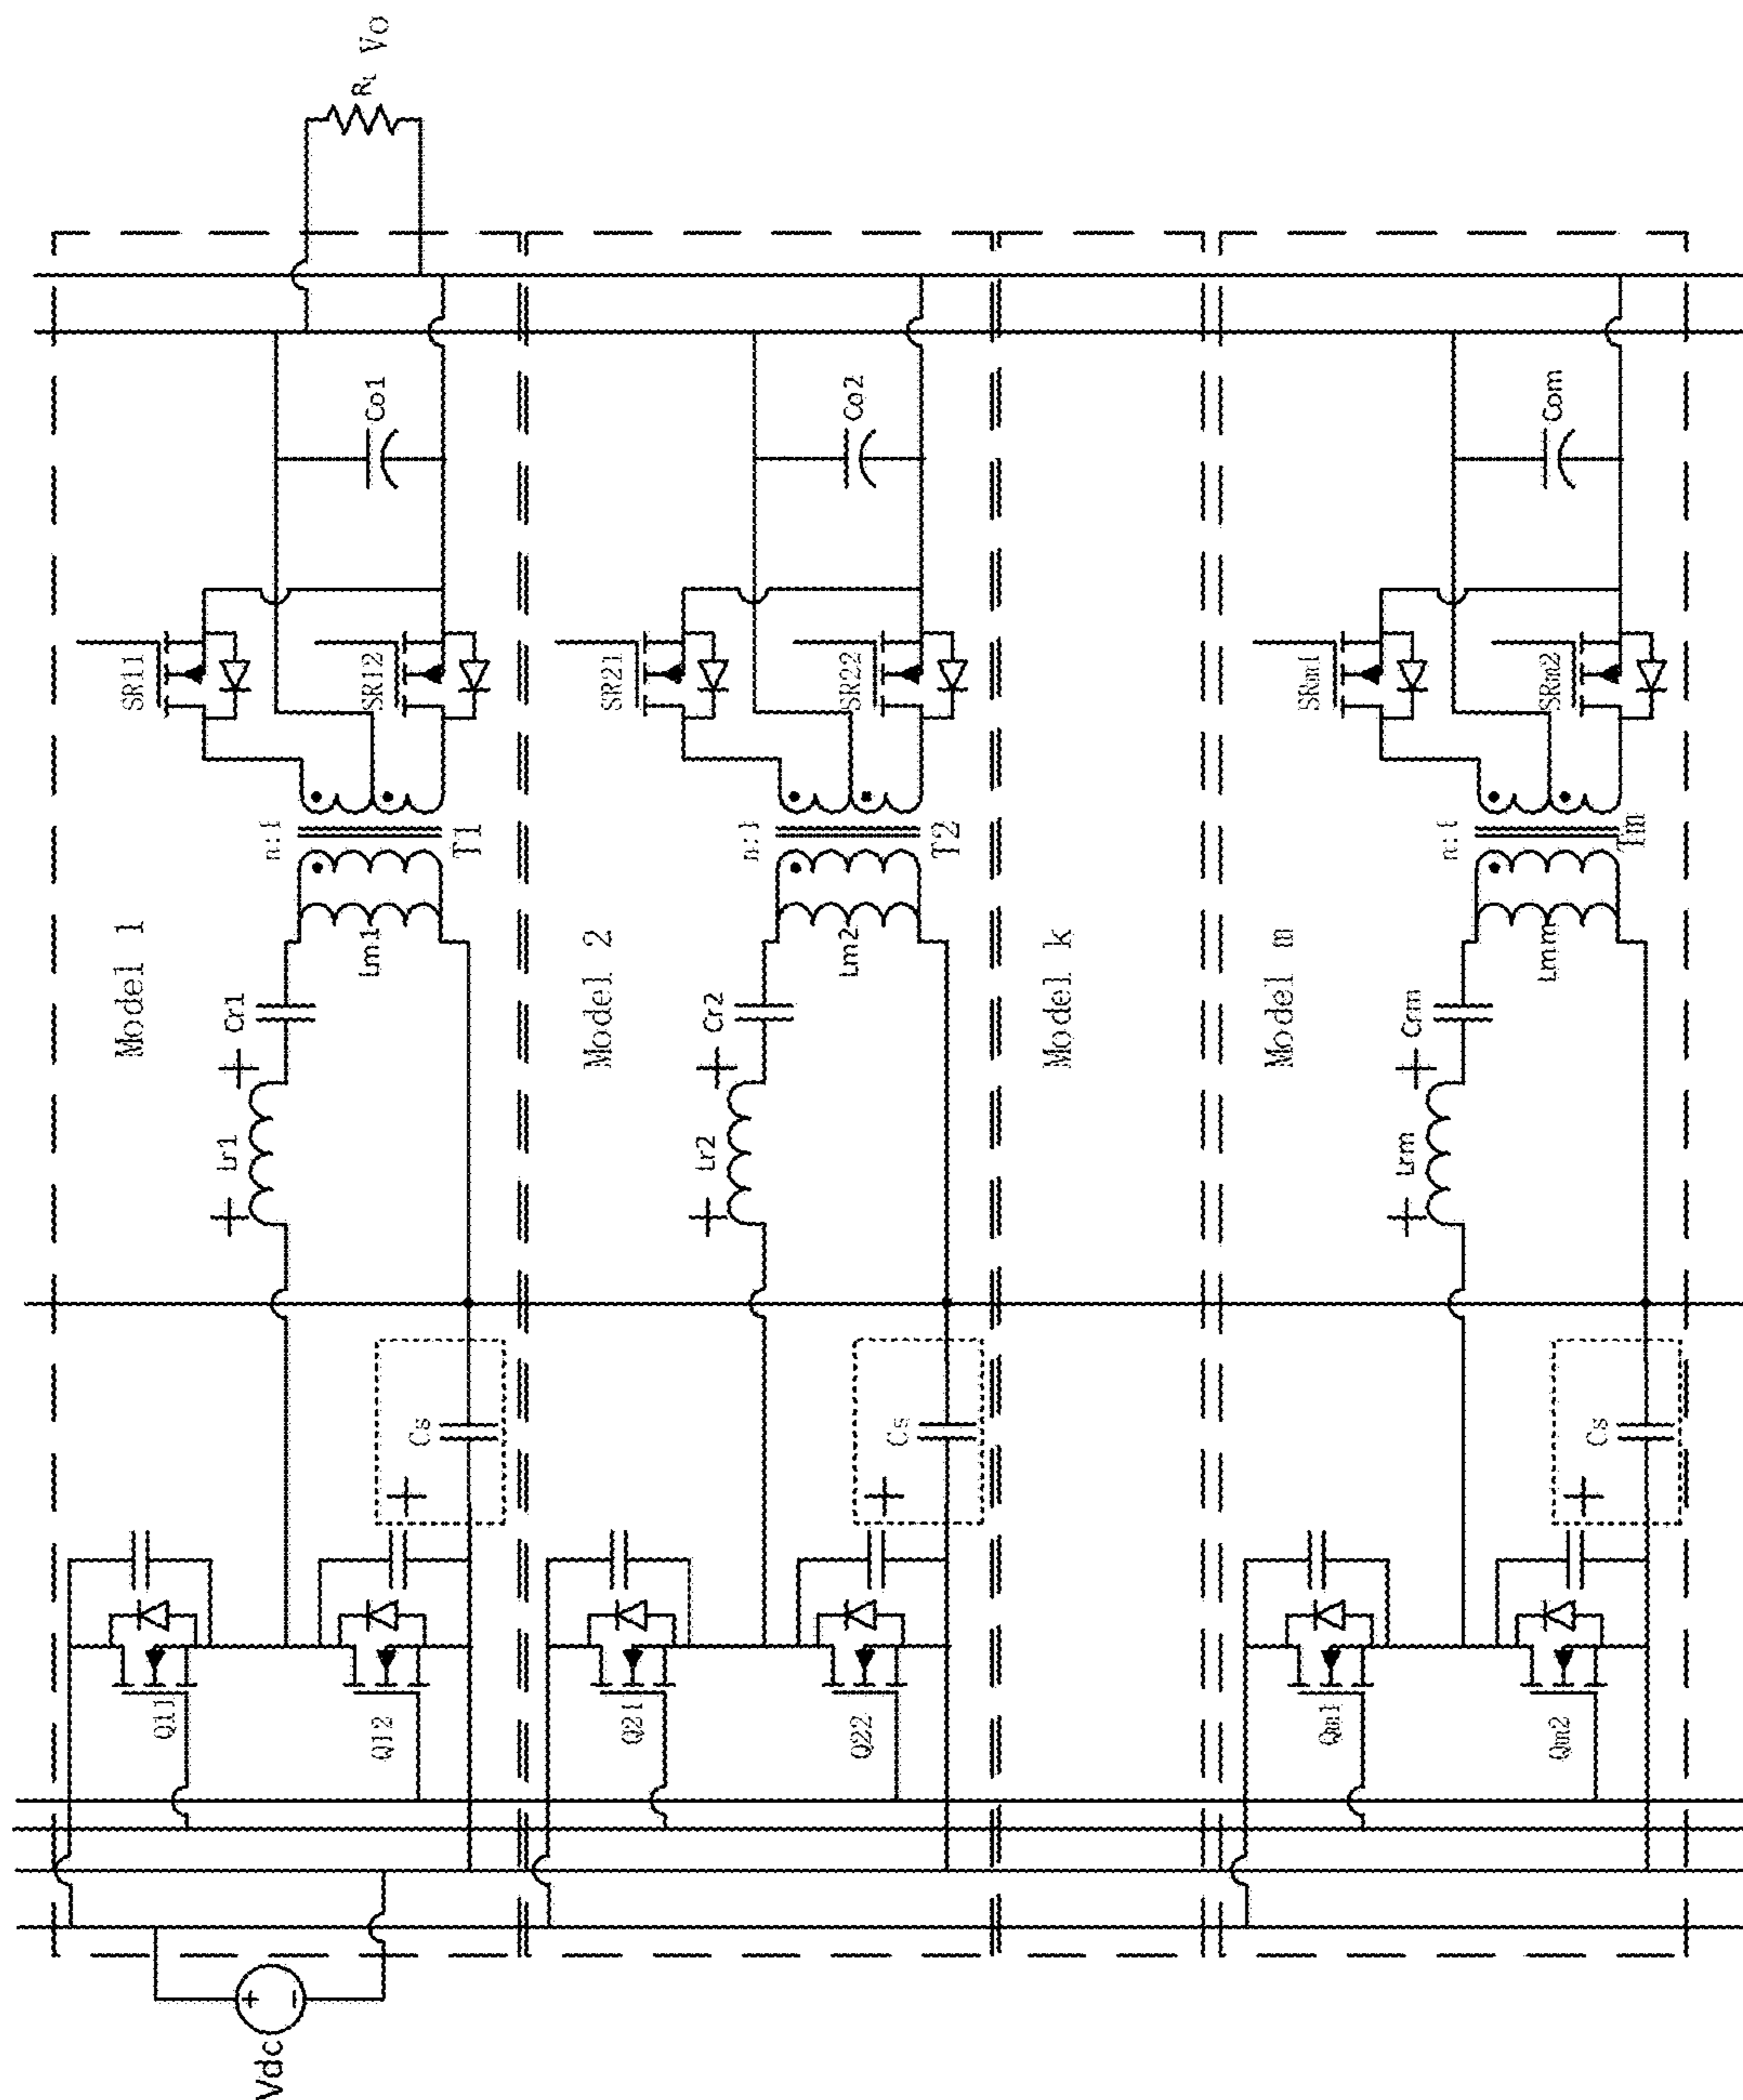 Vdc
+
-
Model 1
Q11
Q12
+
Cs
+
Lr1
+
Cr1
Lm1
n:1
T1
SR11
SR12
Co1
RL
Vo
Model 2
Q21
Q22
+
Cs
+
Lr2
+
Cr2
Lm2
n:1
T2
SR21
SR22
Co2
Model k
Model m
Qm1
Qm2
+
Cs
+
Lrm
+
Crm
Lmm
n:1
Tm
SRm1
SRm2
Com